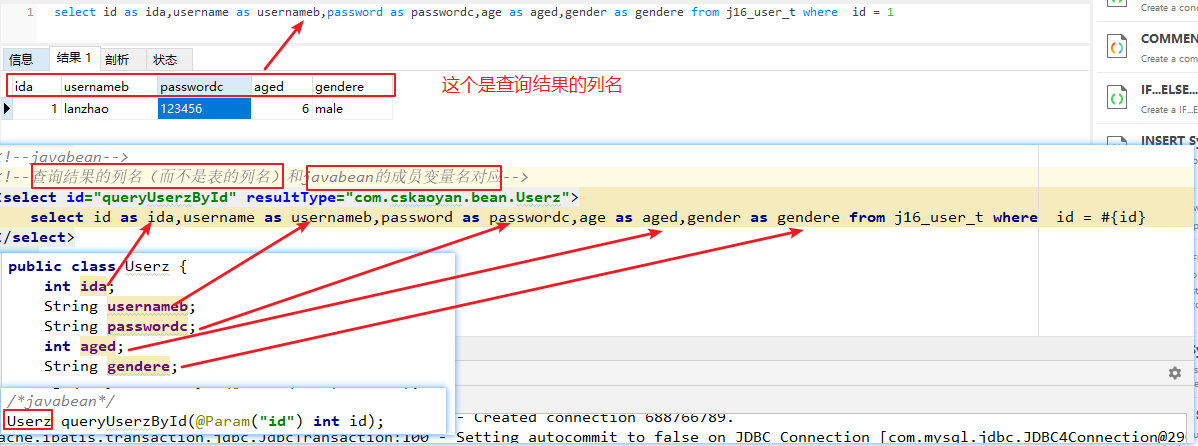 1 select id as ida,username as usernameb,password as passwordc,age as aged,gender as gendere from j16_user_t where id = 1
Create a con
COMMEN
Create a com
IF...ELSE...
Create a IF...E
INSERT Sy
信息 结果 1 剖析 状态
ida usernameb passwordc aged gendere
1 lanzhao 123456 6 male
这个是查询结果的列名
<!--javabean-->
<!--查询结果的列名（而不是表的列名）和javabean的成员变量名对应-->
<select id="queryUserzById" resultType="com.cskaoyan.bean.Userz">
select id as ida,username as usernameb,password as passwordc,age as aged,gender as gendere from j16_user_t where id = #{id}
</select>
public class Userz {
int ida;
String usernameb;
String passwordc;
int aged;
String gendere;
/*javabean*/
Userz queryUserzById(@Param("id") int id);
- Created connection 688766789.
ache.ibatis.transaction.jdbc.JdbcTransaction:100 - Setting autocommit to false on JDBC Connection [com.mysql.jdbc.JDBC4Connection@29